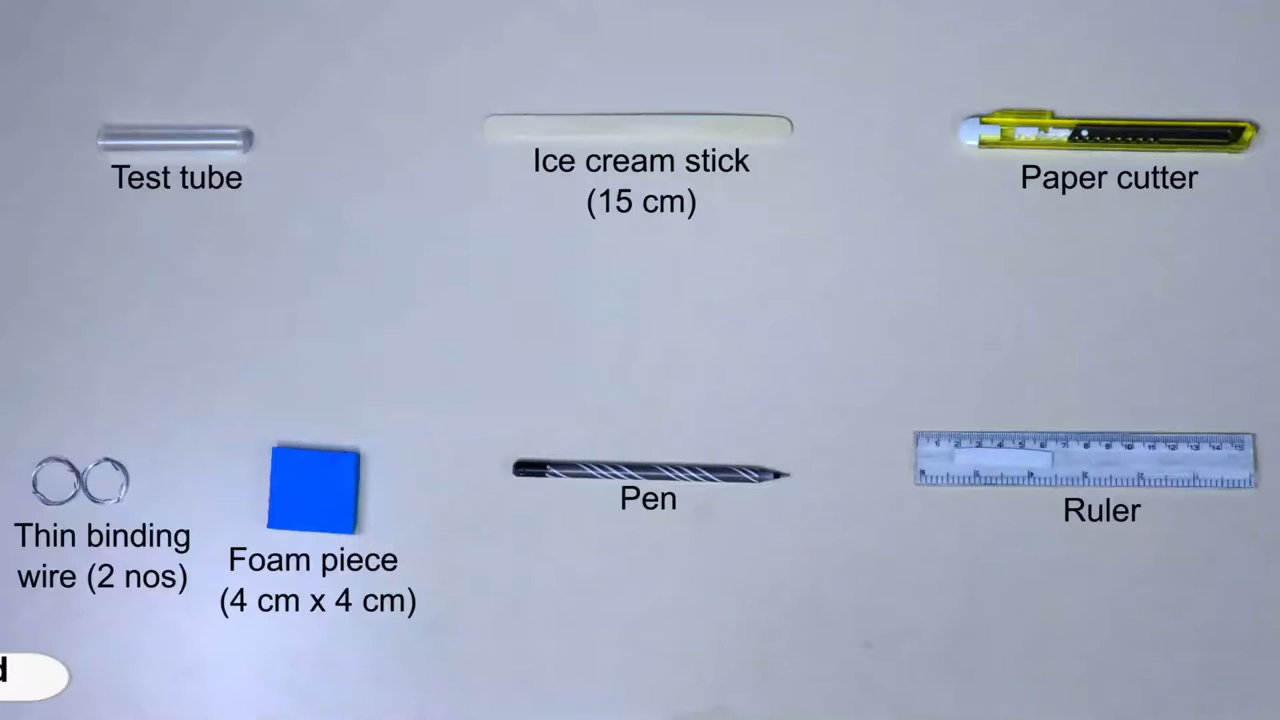 Test tube
Ice cream stick
(15 cm)
Paper cutter
Thin binding
wire (2 nos)
Foam piece
(4 cm x 4 cm)
Pen
Ruler